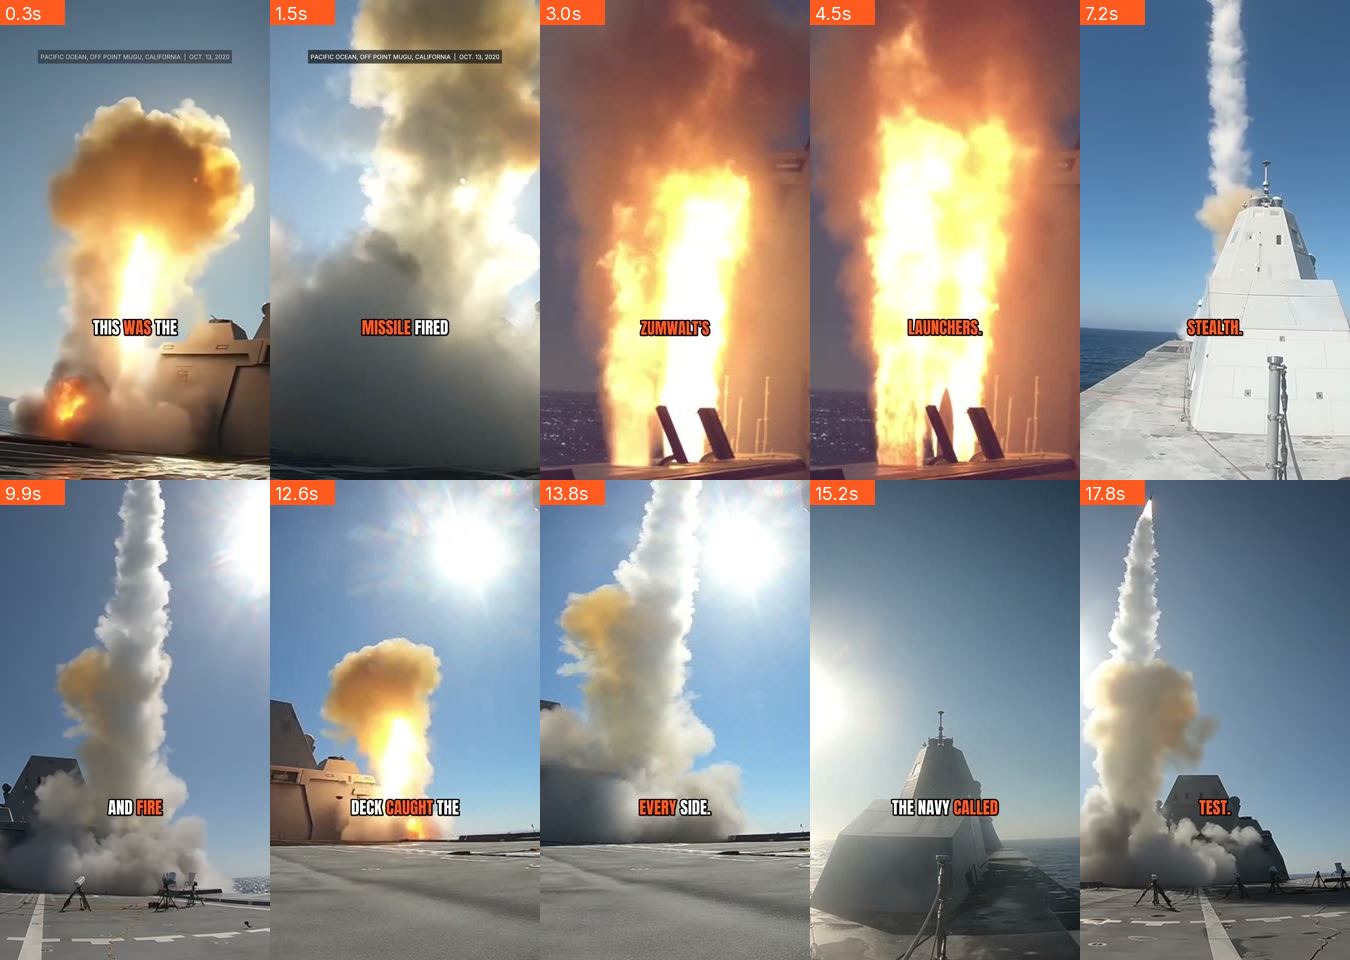 0.3s
PACIFIC OCEAN, OFF POINT MUGU, CALIFORNIA | OCT. 13, 2020
THIS WAS THE
1.5s
PACIFIC OCEAN, OFF POINT MUGU, CALIFORNIA | OCT. 13, 2020
MISSILE FIRED
3.0s
ZUMWALT'S
4.5s
LAUNCHERS.
7.2s
STEALTH.
9.9s
AND FIRE
12.6s
DECK CAUGHT THE
13.8s
EVERY SIDE.
15.2s
THE NAVY CALLED
17.8s
TEST.